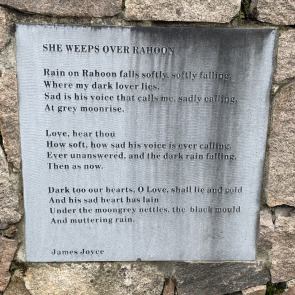 SHE WEEPS OVER RAHOON
Rain on Rahoon falls softly, softly falling,
Where my dark lover lies.
Sad is his voice that calls me, sadly calling,
At grey moonrise.
Love, hear thou
How soft, how sad his voice is ever calling,
Ever unanswered, and the dark rain falling,
Then as now.
Dark too our hearts, O Love, shall lie and cold
And his sad heart has lain
Under the moongrey nettles, the black mould
And muttering rain.
James Joyce